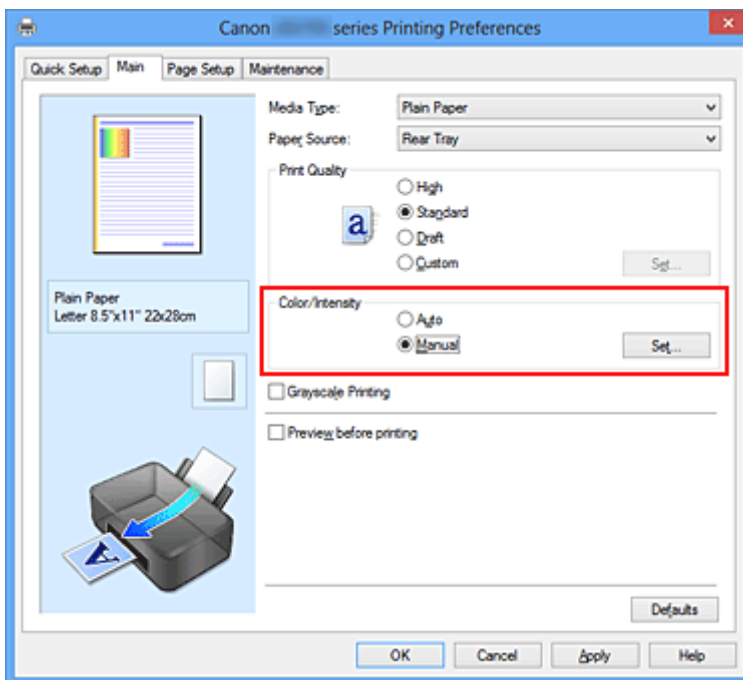 Canon series Printing Preferences
Quick Setup Main Page Setup Maintenance
Media Type: Plain Paper
Paper Source: Rear Tray
Print Quality
High
a Standard
Draft
Custom Set...
Plain Paper
Letter 8.5"x11" 22x28cm
Color/Intensity
Auto
Manual Set...
Grayscale Printing
Preview before printing
A
Defaults
OK Cancel Apply Help